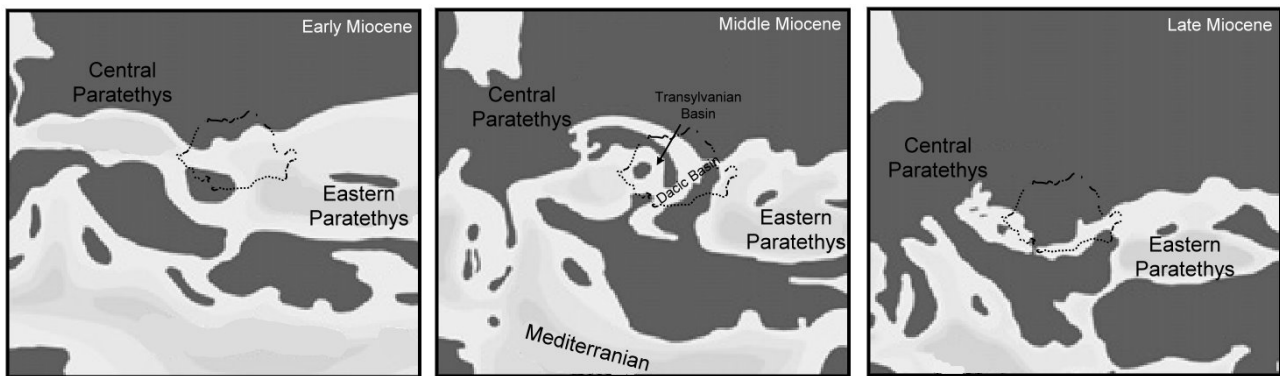 Early Miocene
Central
Paratethys
Eastern
Paratethys
Middle Miocene
Central
Paratethys
Transylvanian
Basin
Dacic Basin
Eastern
Paratethys
Mediterranian
Late Miocene
Central
Paratethys
Eastern
Paratethys